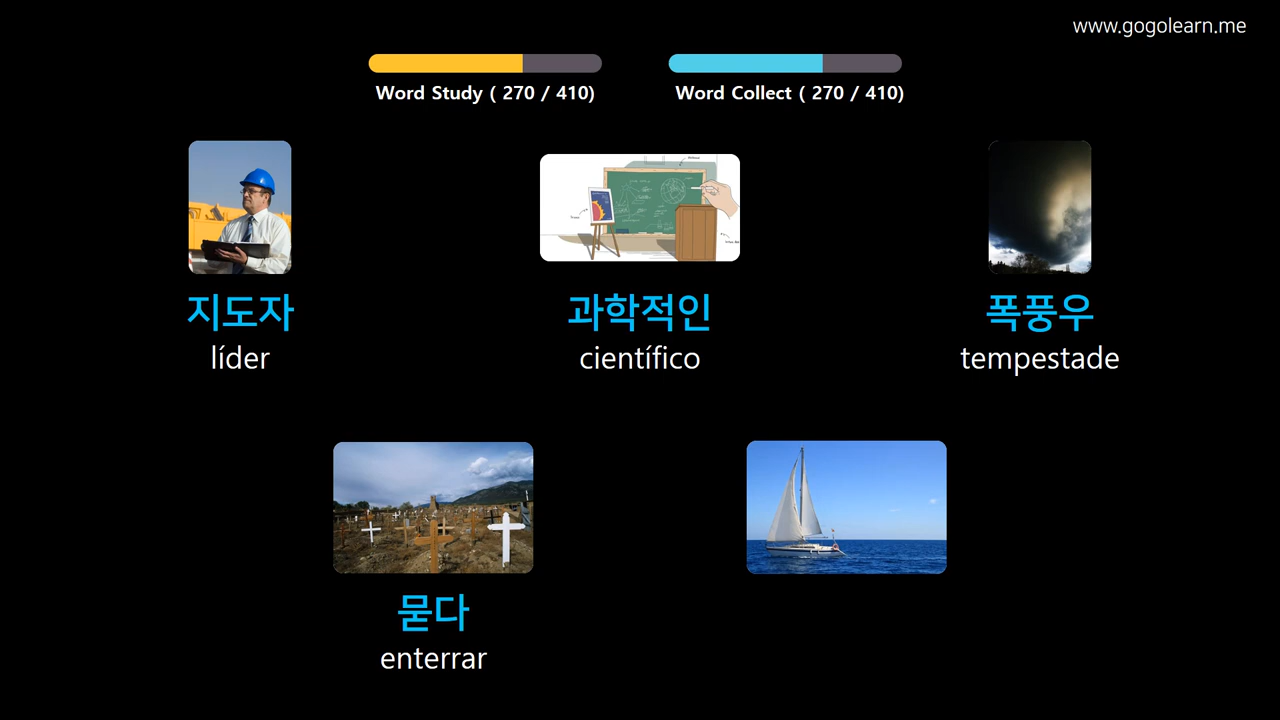 www.gogolearn.me
Word Study ( 270 / 410)
Word Collect ( 270 / 410)
지도자
líder
과학적인
científico
폭풍우
tempestade
묻다
enterrar